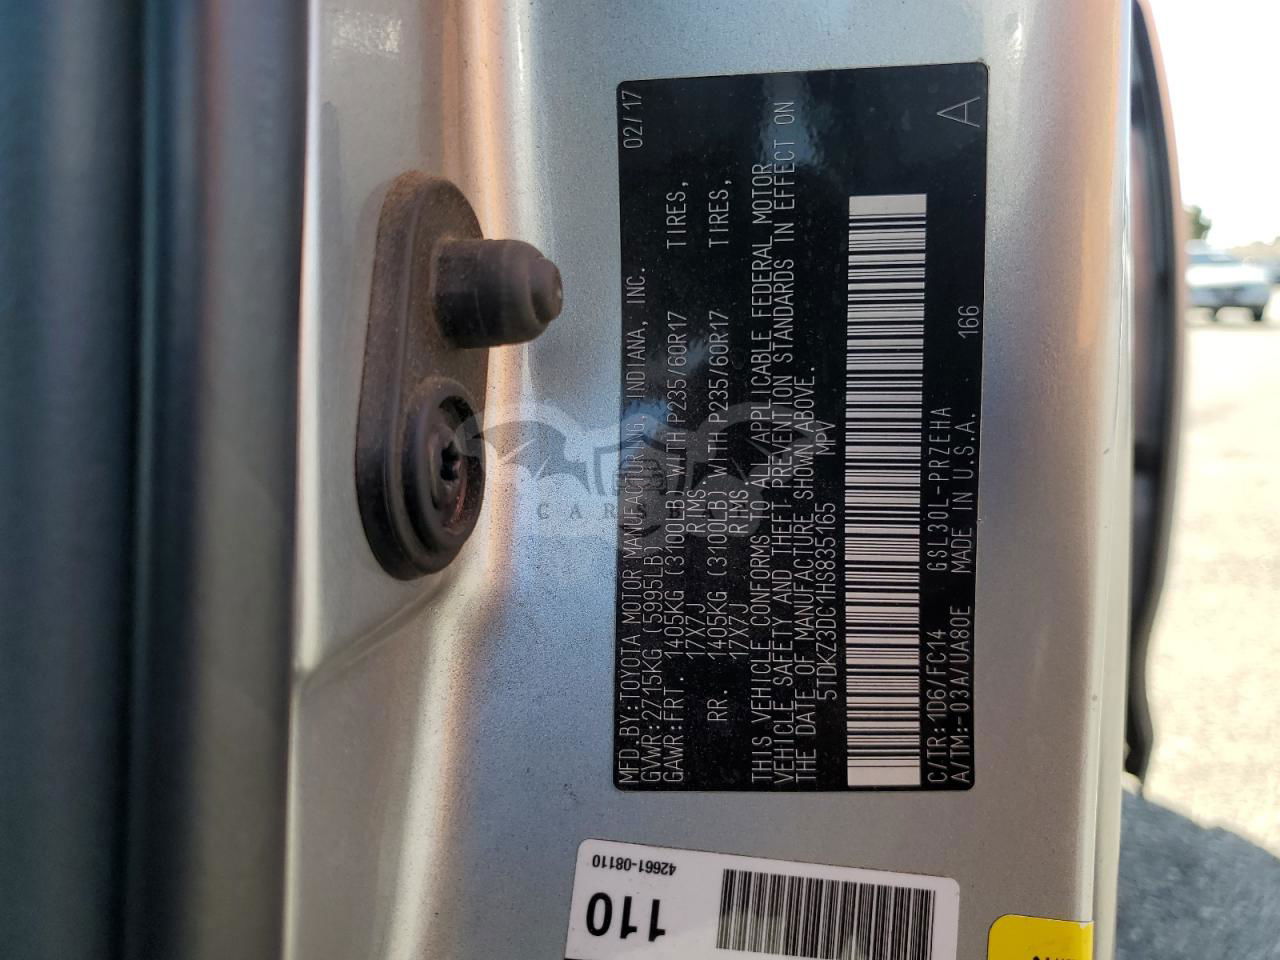 MFD.BY:TOYOTA MOTOR MANUFACTURING, INDIANA, INC. 02/17
GVWR:2715KG (5995LB)
GAWR:FRT. 1405KG (3100LB) WITH P235/60R17 TIRES,
17X7J RIMS
RR. 1405KG (3100LB) WITH P235/60R17 TIRES,
17X7J RIMS
THIS VEHICLE CONFORMS TO ALL APPLICABLE FEDERAL MOTOR
VEHICLE SAFETY AND THEFT PREVENTION STANDARDS IN EFFECT ON
THE DATE OF MANUFACTURE SHOWN ABOVE.
5TDKZ3DC1HS835165 MPV
C/TR:1D6/FC14 GSL30L-PRZEHA
A/TM:-03A/UA80E MADE IN U.S.A. 166 A
42661-08110
110